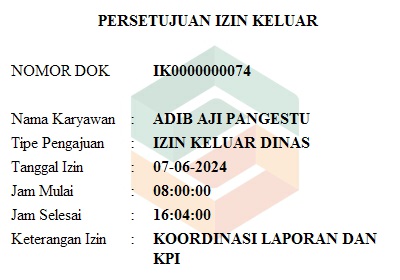 PERSETUJUAN IZIN KELUAR
NOMOR DOK IK0000000074
Nama Karyawan : ADIB AJI PANGESTU
Tipe Pengajuan : IZIN KELUAR DINAS
Tanggal Izin : 07-06-2024
Jam Mulai : 08:00:00
Jam Selesai : 16:04:00
Keterangan Izin : KOORDINASI LAPORAN DAN
KPI